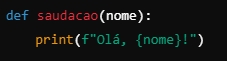 def saudacao(nome):
    print(f"Olá, {nome}!")